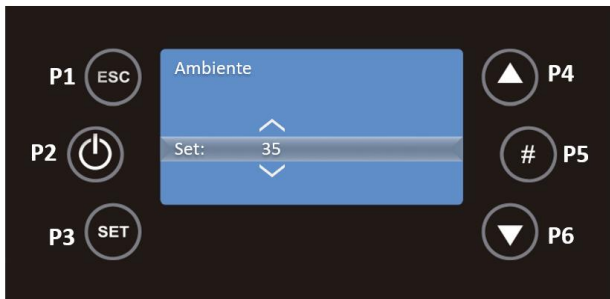 P1 ESC
Ambiente
P4
P2
Set: 35
# P5
P3 SET
P6